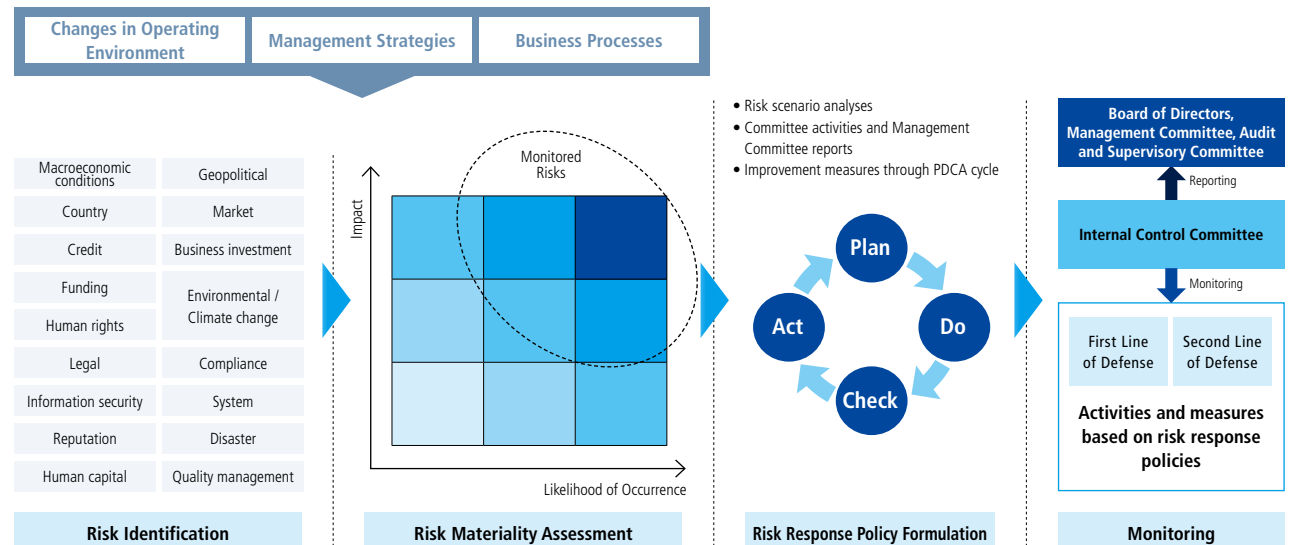 Changes in Operating
Environment
Management Strategies
Business Processes
Macroeconomic
conditions
Geopolitical
Country
Market
Credit
Business investment
Funding
Environmental /
Climate change
Human rights
Legal
Compliance
Information security
System
Reputation
Disaster
Human capital
Quality management
Risk Identification
Monitored
Risks
Impact
Likelihood of Occurrence
Risk Materiality Assessment
• Risk scenario analyses
• Committee activities and Management
Committee reports
• Improvement measures through PDCA cycle
Plan
Do
Check
Act
Risk Response Policy Formulation
Board of Directors,
Management Committee, Audit
and Supervisory Committee
Reporting
Internal Control Committee
Monitoring
First Line
of Defense
Second Line
of Defense
Activities and measures
based on risk response
policies
Monitoring